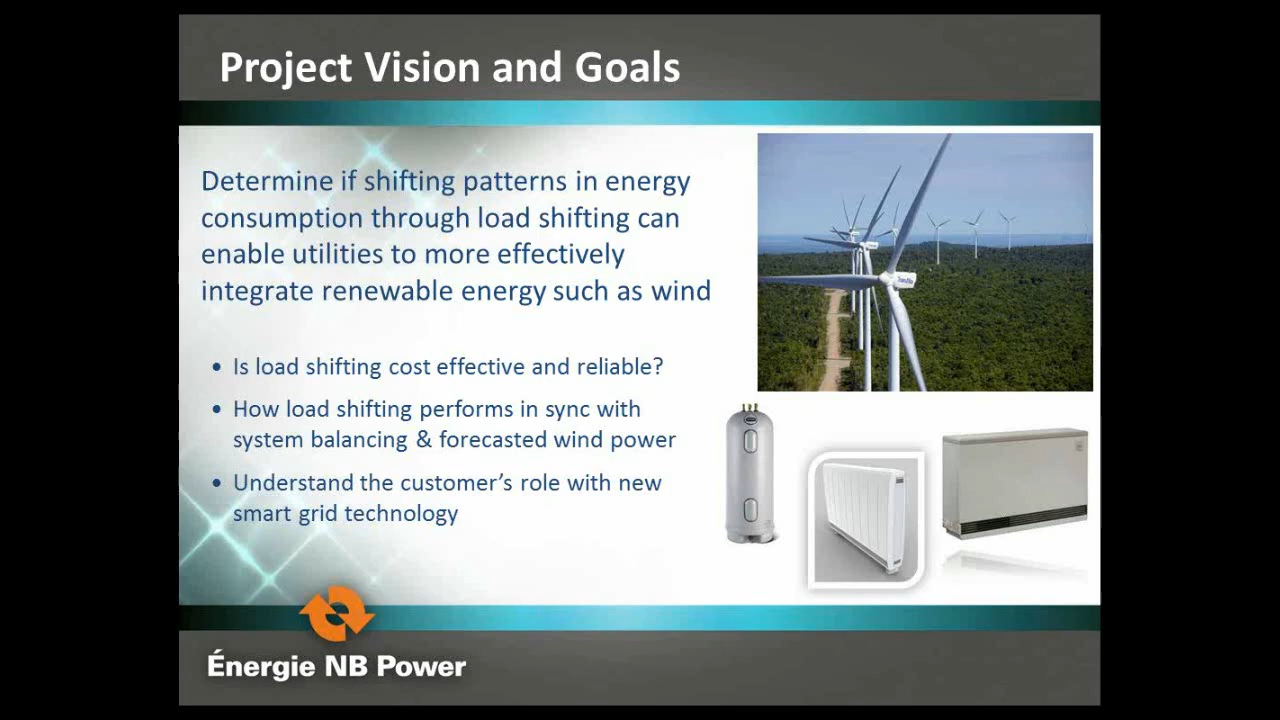 Project Vision and Goals
Determine if shifting patterns in energy
consumption through load shifting can
enable utilities to more effectively
integrate renewable energy such as wind
• Is load shifting cost effective and reliable?
• How load shifting performs in sync with
system balancing & forecasted wind power
• Understand the customer's role with new
smart grid technology
Énergie NB Power